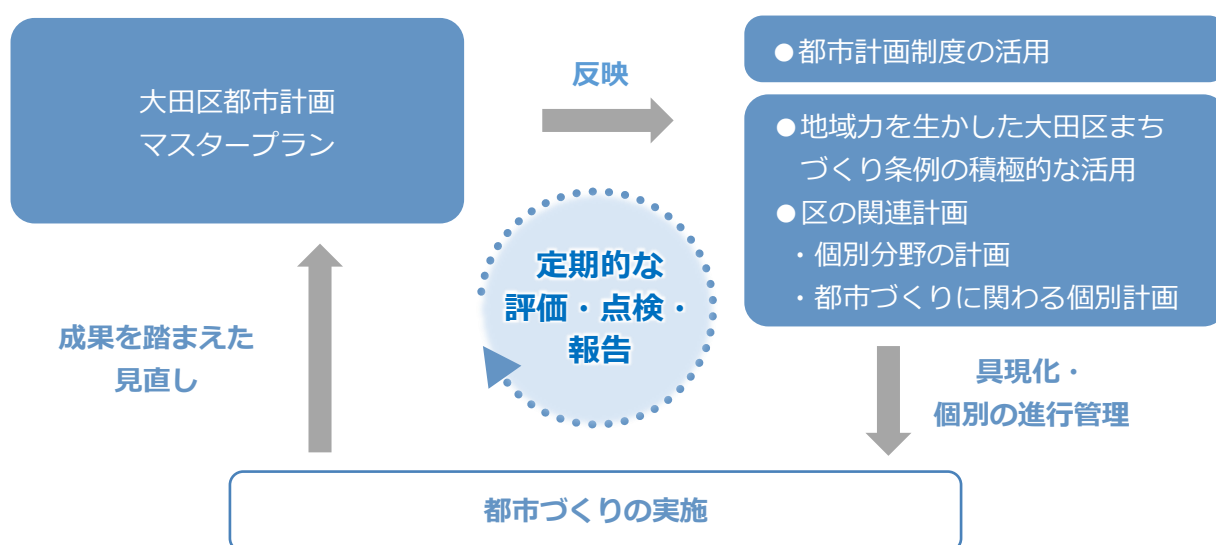 大田区都市計画
マスタープラン
反映
●都市計画制度の活用
●地域力を生かした大田区まち
づくり条例の積極的な活用
●区の関連計画
・個別分野の計画
・都市づくりに関わる個別計画
定期的な
評価・点検・
報告
成果を踏まえた
見直し
具現化・
個別の進行管理
都市づくりの実施